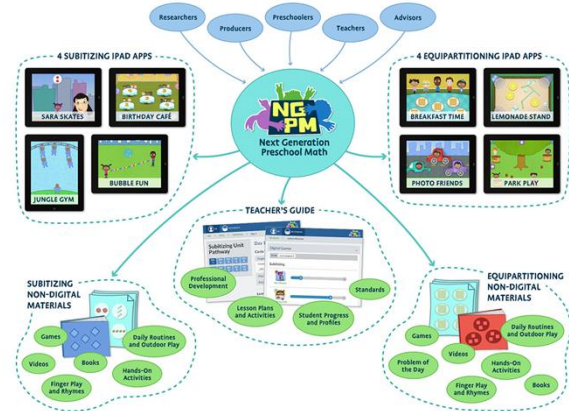 Researchers
Producers
Preschoolers
Teachers
Advisors
4 SUBITIZING IPAD APPS
SARA SKATES
BIRTHDAY CAFÉ
JUNGLE GYM
BUBBLE FUN
NG
PM
Next Generation
Preschool Math
4 EQUIPARTITIONING IPAD APPS
BREAKFAST TIME
LEMONADE STAND
PHOTO FRIENDS
PARK PLAY
TEACHER'S GUIDE
Subitizing Unit
Pathway
Subitizing
Professional
Development
Lesson Plans
and Activities
Student Progress
and Profiles
Standards
SUBITIZING
NON-DIGITAL
MATERIALS
Games
Daily Routines
and Outdoor Play
Videos
Books
Hands-On
Activities
Finger Play
and Rhymes
EQUIPARTITIONING
NON-DIGITAL
MATERIALS
Games
Daily Routines
and Outdoor Play
Problem of
the Day
Videos
Hands-On
Activities
Finger Play
and Rhymes
Books